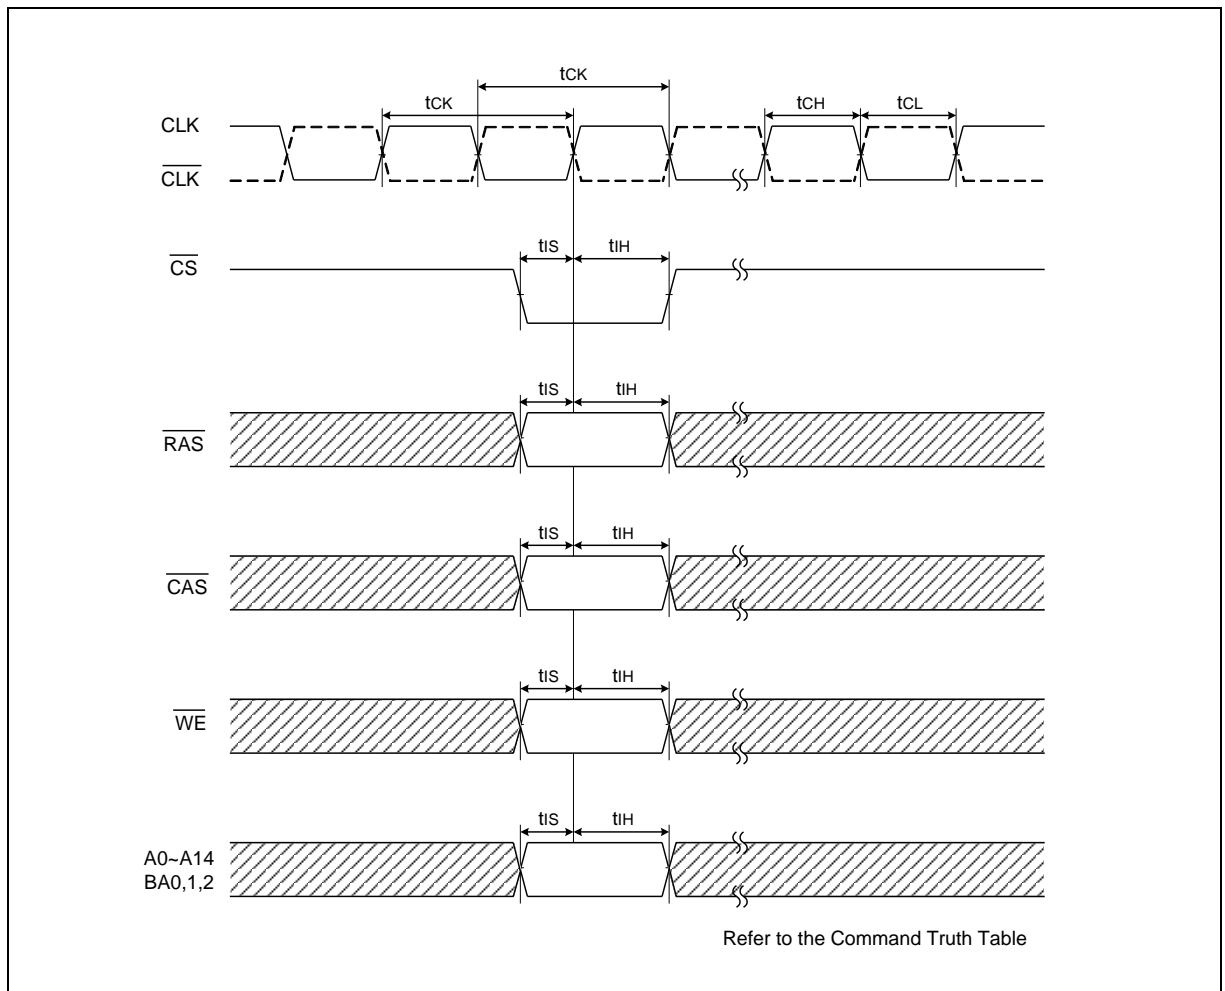 tCK
tCK tCH tCL
CLK
CLK
tIS tIH
CS
tIS tIH
RAS
tIS tIH
CAS
tIS tIH
WE
tIS tIH
A0~A14
BA0,1,2
Refer to the Command Truth Table